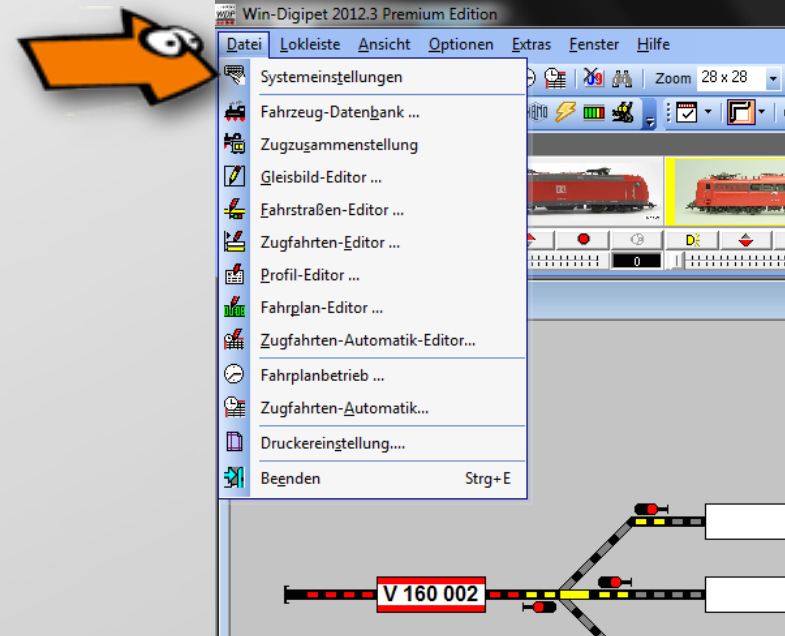 WDP Win-Digipet 2012.3 Premium Edition
Datei Lokleiste Ansicht Optionen Extras Fenster Hilfe
Systemeinstellungen
Zoom 28 x 28
Fahrzeug-Datenbank ...
Zugzusammenstellung
Gleisbild-Editor ...
Fahrstraßen-Editor ...
Zugfahrten-Editor ...
Profil-Editor ...
Fahrplan-Editor ...
Zugfahrten-Automatik-Editor...
Fahrplanbetrieb ...
Zugfahrten-Automatik...
Druckereinstellung....
Beenden Strg+E
0
V 160 002